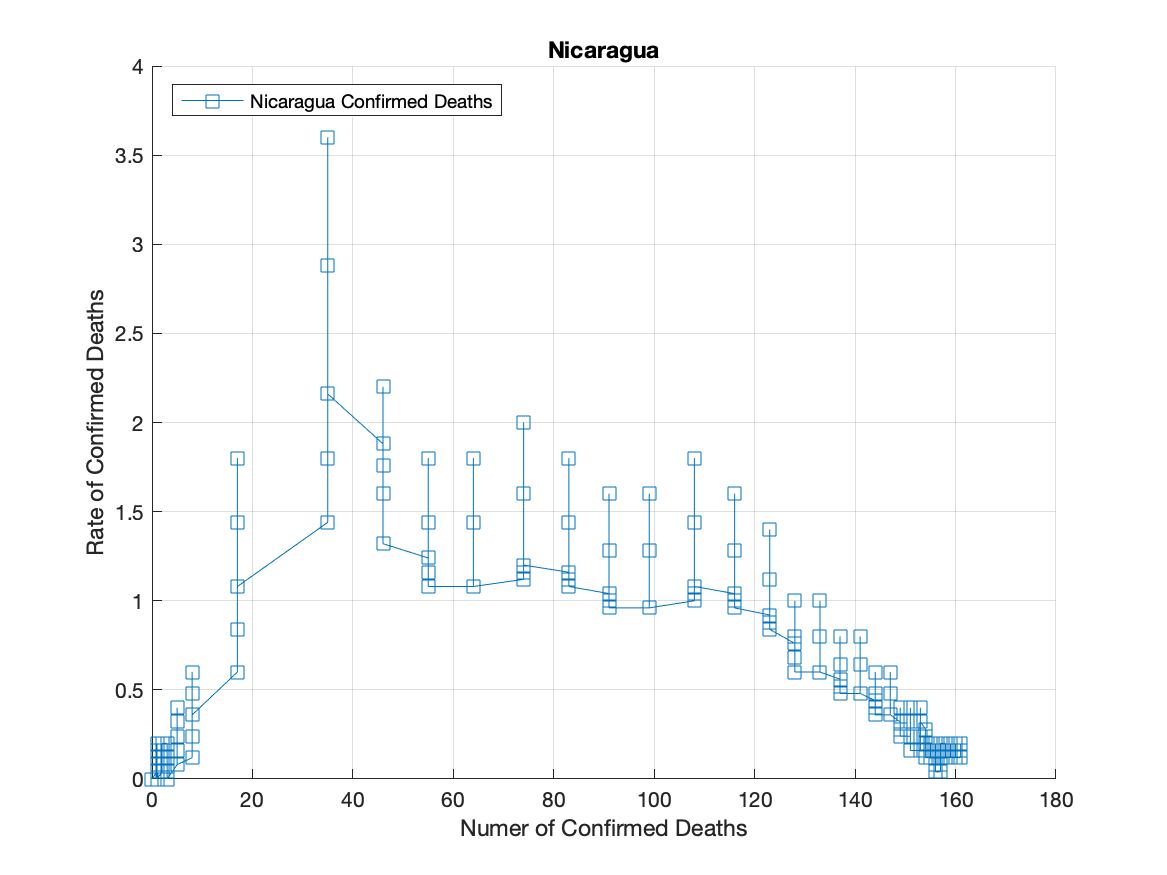 Nicaragua
Nicaragua Confirmed Deaths
4
3.5
3
2.5
2
1.5
1
0.5
0
Rate of Confirmed Deaths
0 20 40 60 80 100 120 140 160 180
Numer of Confirmed Deaths